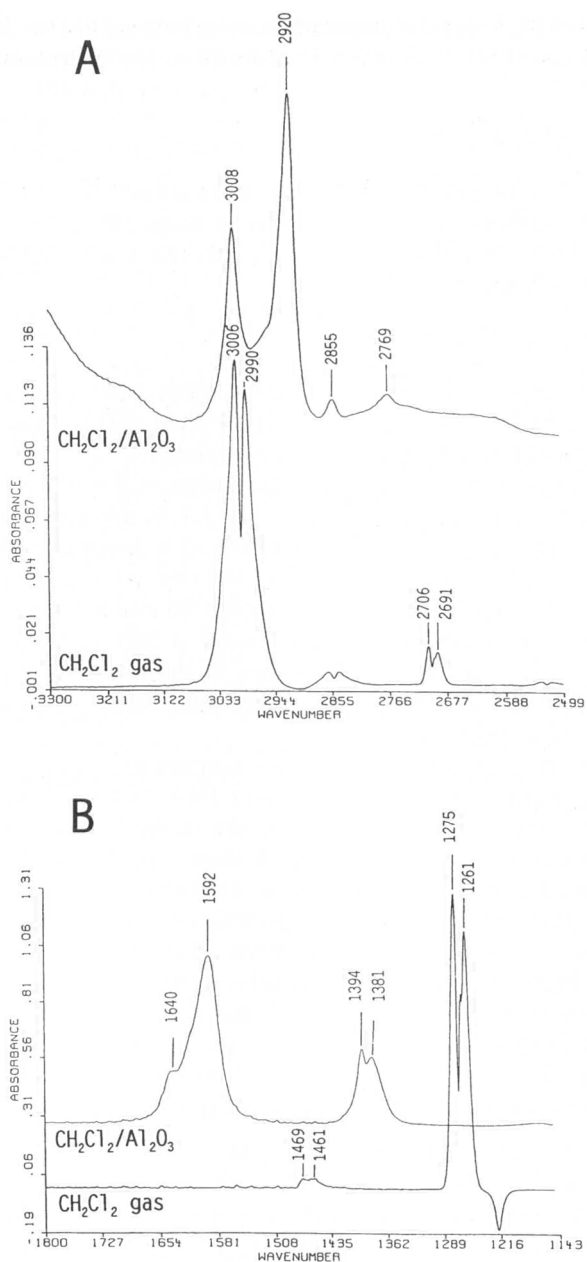 A
2920
3008
3006
2990
2855
2769
CH₂Cl₂/Al₂O₃
2706
2691
CH₂Cl₂ gas
ABSORBANCE
.136
.113
.090
.067
.044
.021
-.001
3300 3211 3122 3033 2944 2855 2766 2677 2588 2499
WAVENUMBER
B
1275
1261
1592
1640
1394
1381
CH₂Cl₂/Al₂O₃
1469
1461
CH₂Cl₂ gas
ABSORBANCE
1.31
1.06
.81
.56
.31
.06
-.19
1800 1727 1654 1581 1508 1435 1362 1289 1216 1143
WAVENUMBER